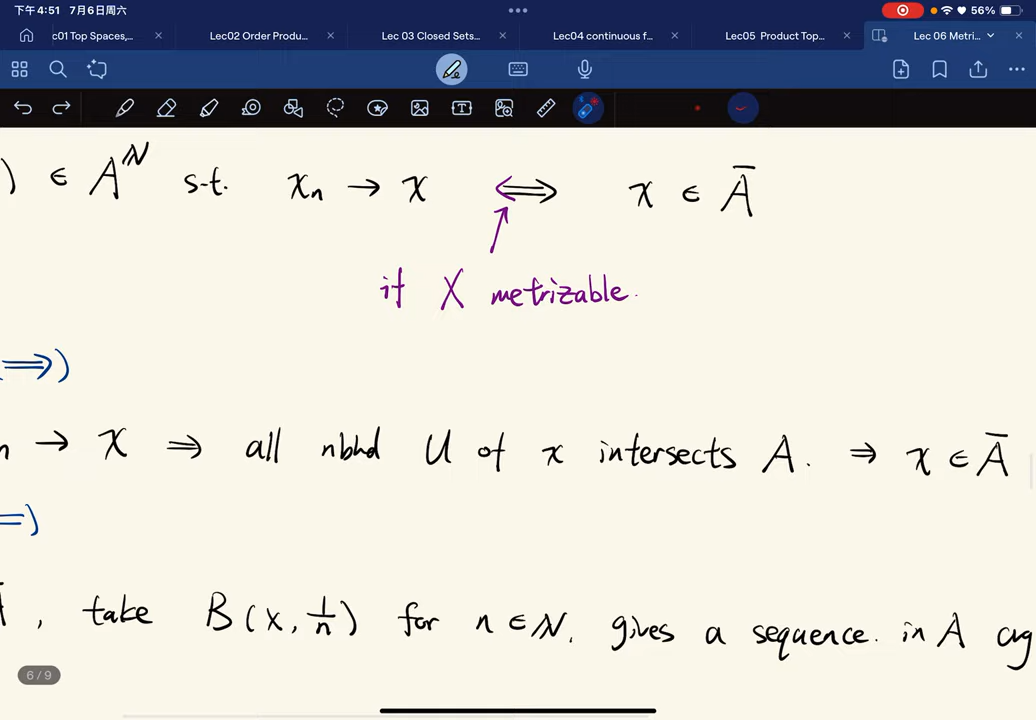 下午4:51 7月6日周六
56%
c01 Top Spaces,... Lec02 Order Produ... Lec 03 Closed Sets... Lec04 continuous f... Lec05 Product Top... Lec 06 Metri...
) ∈ A^ℕ s.t. xₙ → x ⟺ x ∈ Ā
if X metrizable.
(⟹)
n → x ⇒ all nbhd U of x intersects A. ⇒ x ∈ Ā
=)
Ā, take B(x, 1/n) for n ∈ ℕ. gives a sequence. in A
6 / 9